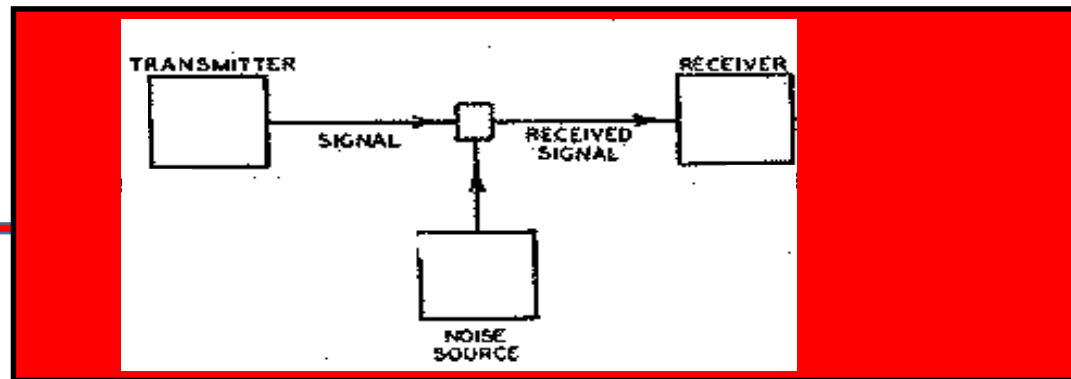 TRANSMITTER
RECEIVER
SIGNAL
RECEIVED
SIGNAL
NOISE
SOURCE